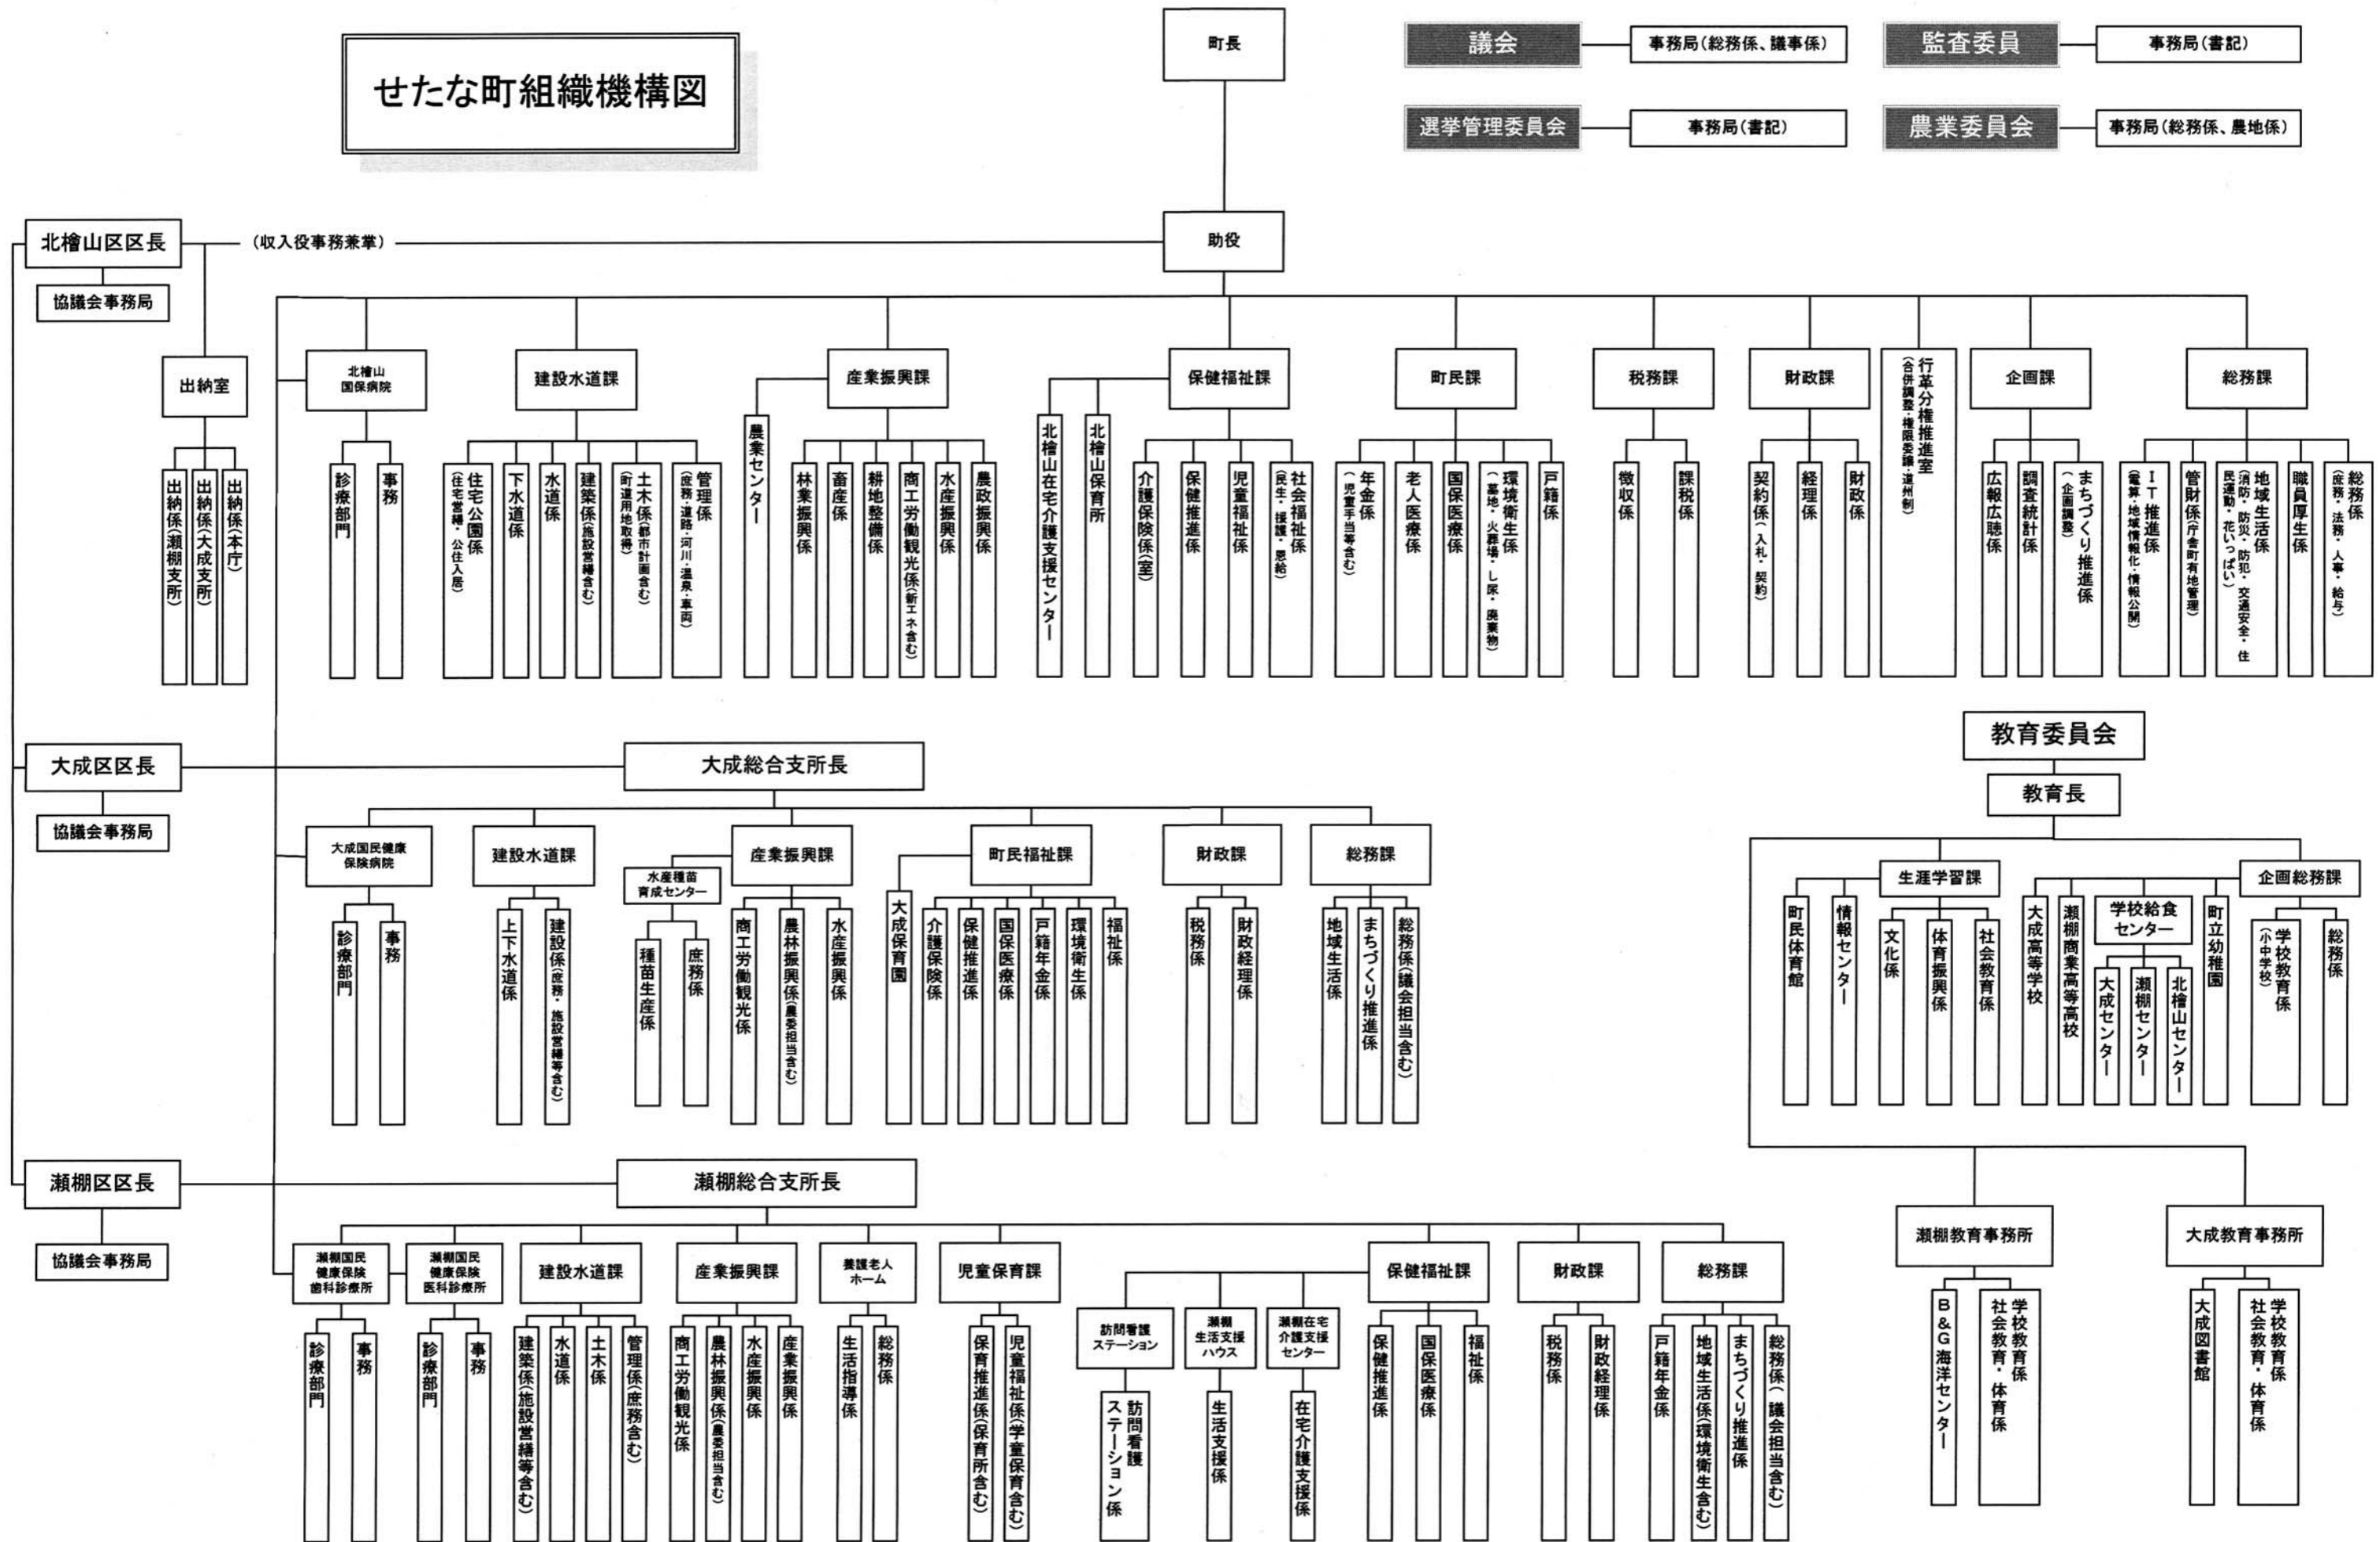 せたな町組織機構図
町長
議会
事務局(総務係、議事係)
監査委員
事務局(書記)
選挙管理委員会
事務局(書記)
農業委員会
事務局(総務係、農地係)
北檜山区区長
(収入役事務兼掌)
助役
協議会事務局
出納室
出納係(瀬棚支所)
出納係(大成支所)
出納係(本庁)
北檜山
国保病院
診療部門
事務
建設水道課
住宅公園係
(住宅営繕・公住入居)
下水道係
水道係
建築係(施設営繕含む)
土木係(都市計画含む)
(町道用地取得)
管理係
(庶務・道路・河川・温泉・車両)
産業振興課
農業センター
林業振興係
畜産係
耕地整備係
商工労働観光係(新エネ含む)
水産振興係
農政振興係
保健福祉課
北檜山在宅介護支援センター
北檜山保育所
介護保険係(室)
保健推進係
児童福祉係
社会福祉係
(民生・援護・恩給)
町民課
年金係
(児童手当等含む)
老人医療係
国保医療係
環境衛生係
(墓地・火葬場・し尿・廃棄物)
戸籍係
税務課
徴収係
課税係
財政課
契約係(入札・契約)
経理係
財政係
行革分権推進室
(合併調整・権限委譲・道州制)
企画課
広報広聴係
調査統計係
まちづくり推進係
(企画調整)
総務課
IT推進係
(電算・地域情報化・情報公開)
管財係(庁舎町有地管理)
地域生活係
(消防・防災・防犯・交通安全・住
民運動・花いっぱい)
職員厚生係
総務係
(庶務・法務・人事・給与)
大成区区長
協議会事務局
大成総合支所長
大成国民健康
保険病院
診療部門
事務
建設水道課
上下水道係
建設係(庶務・施設営繕等含む)
産業振興課
水産種苗
育成センター
種苗生産係
庶務係
商工労働観光係
農林振興係(農委担当含む)
水産振興係
町民福祉課
大成保育園
介護保険係
保健推進係
国保医療係
戸籍年金係
環境衛生係
福祉係
財政課
税務係
財政経理係
総務課
地域生活係
まちづくり推進係
総務係(議会担当含む)
教育委員会
教育長
生涯学習課
町民体育館
情報センター
文化係
体育振興係
社会教育係
企画総務課
大成高等学校
瀬棚商業高等高校
学校給食
センター
大成センター
瀬棚センター
北檜山センター
町立幼稚園
学校教育係
(小中学校)
総務係
瀬棚教育事務所
B&G海洋センター
学校教育係
社会教育・体育係
大成教育事務所
大成図書館
学校教育係
社会教育・体育係
瀬棚区区長
協議会事務局
瀬棚総合支所長
瀬棚国民
健康保険
歯科診療所
診療部門
事務
瀬棚国民
健康保険
医科診療所
診療部門
事務
建設水道課
建築係(施設営繕等含む)
水道係
土木係
管理係(庶務含む)
産業振興課
商工労働観光係
農林振興係(農委担当含む)
水産振興係
産業振興係
養護老人
ホーム
生活指導係
総務係
児童保育課
保育推進係(保育所含む)
児童福祉係(学童保育含む)
保健福祉課
訪問看護
ステーション
訪問看護
ステーション係
瀬棚
生活支援
ハウス
生活支援係
瀬棚在宅
介護支援
センター
在宅介護支援係
保健推進係
国保医療係
福祉係
財政課
税務係
財政経理係
総務課
戸籍年金係
地域生活係(環境衛生含む)
まちづくり推進係
総務係(議会担当含む)